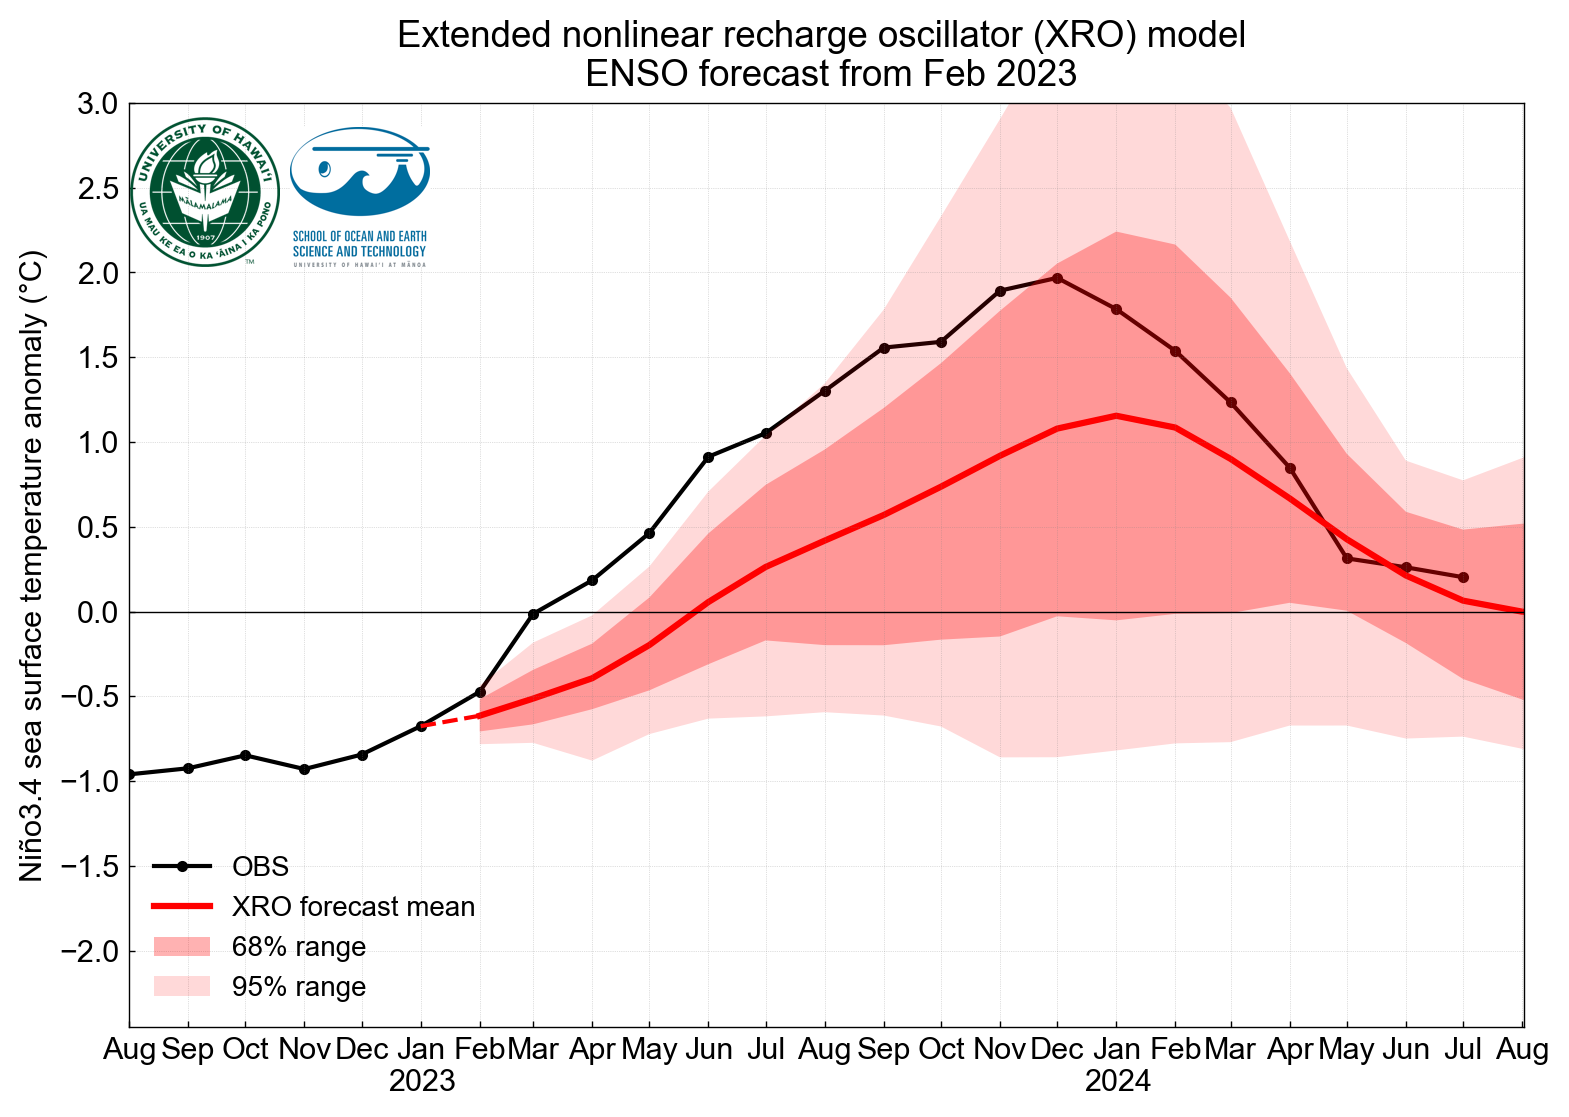 Extended nonlinear recharge oscillator (XRO) model
ENSO forecast from Feb 2023
3.0
2.5
2.0
1.5
1.0
0.5
0.0
−0.5
−1.0
−1.5
−2.0
Niño3.4 sea surface temperature anomaly (°C)
UNIVERSITY OF HAWAIʻI
MĀLAMALAMA
1907
UA MAU KE EA O KA ʻĀINA I KA PONO
TM
SCHOOL OF OCEAN AND EARTH
SCIENCE AND TECHNOLOGY
UNIVERSITY OF HAWAIʻI AT MĀNOA
OBS
XRO forecast mean
68% range
95% range
Aug Sep Oct Nov Dec Jan Feb Mar Apr May Jun Jul Aug Sep Oct Nov Dec Jan Feb Mar Apr May Jun Jul Aug
2023 2024